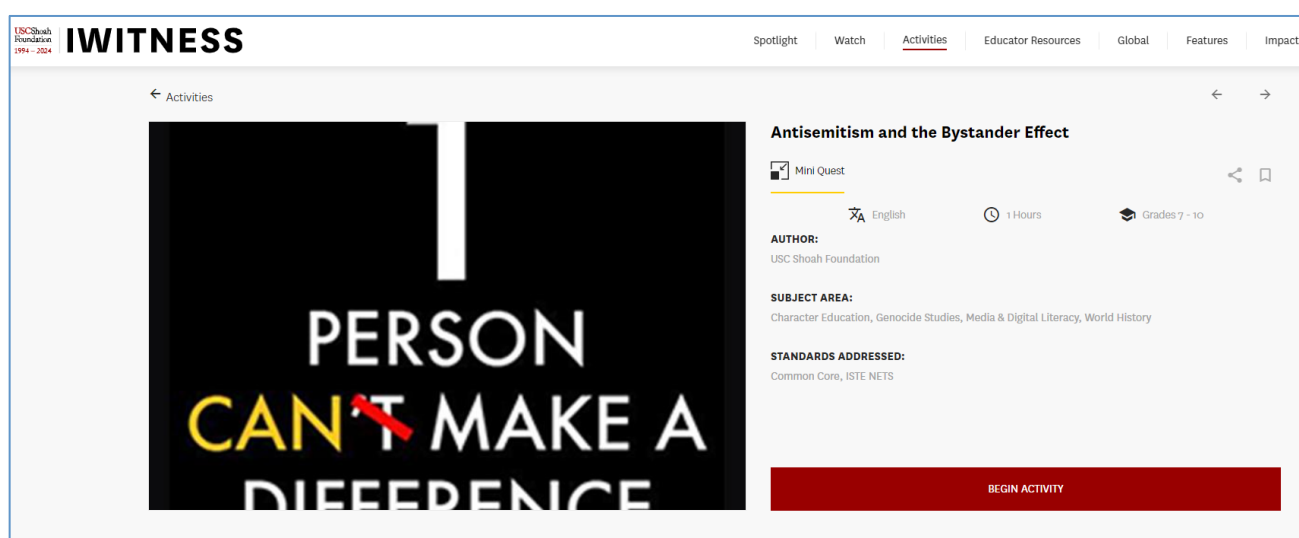 USC Shoah
Foundation
1994 – 2024
IWITNESS
Spotlight
Watch
Activities
Educator Resources
Global
Features
Impact
← Activities
← →
1
PERSON
CAN'T MAKE A
DIFFERENCE
Antisemitism and the Bystander Effect
Mini Quest
English
1 Hours
Grades 7 - 10
AUTHOR:
USC Shoah Foundation
SUBJECT AREA:
Character Education, Genocide Studies, Media & Digital Literacy, World History
STANDARDS ADDRESSED:
Common Core, ISTE NETS
BEGIN ACTIVITY